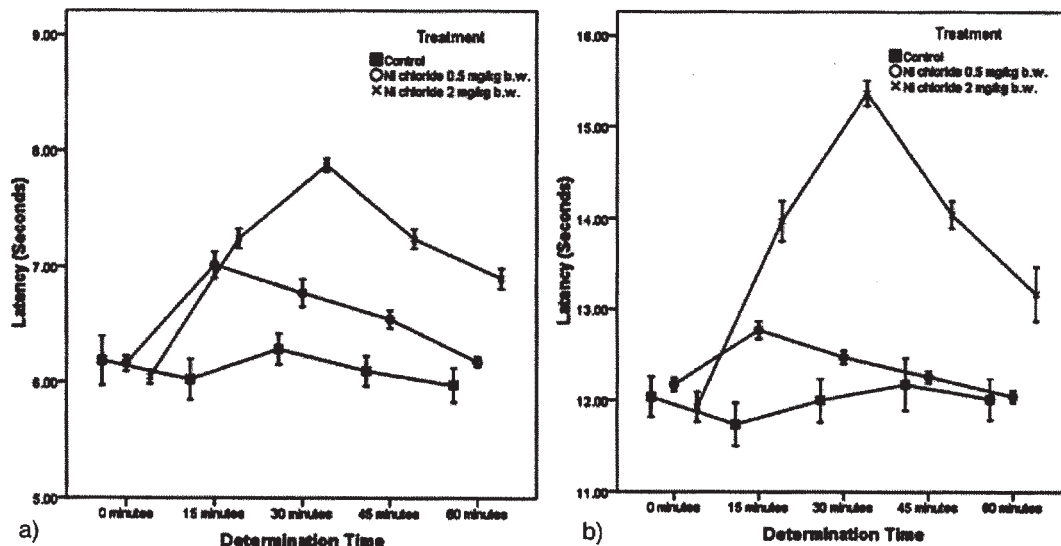 9.00
8.00
7.00
6.00
5.00
Latancy (Seconds)
Treatment
Control
Ni chloride 0.5 mg/kg b.w.
Ni chloride 2 mg/kg b.w.
0 minutes
15 minutes
30 minutes
45 minutes
60 minutes
Determination Time
a)
16.00
15.00
14.00
13.00
12.00
11.00
Latancy (Seconds)
Treatment
Control
Ni chloride 0.5 mg/kg b.w.
Ni chloride 2 mg/kg b.w.
0 minutes
15 minutes
30 minutes
45 minutes
60 minutes
Determination Time
b)